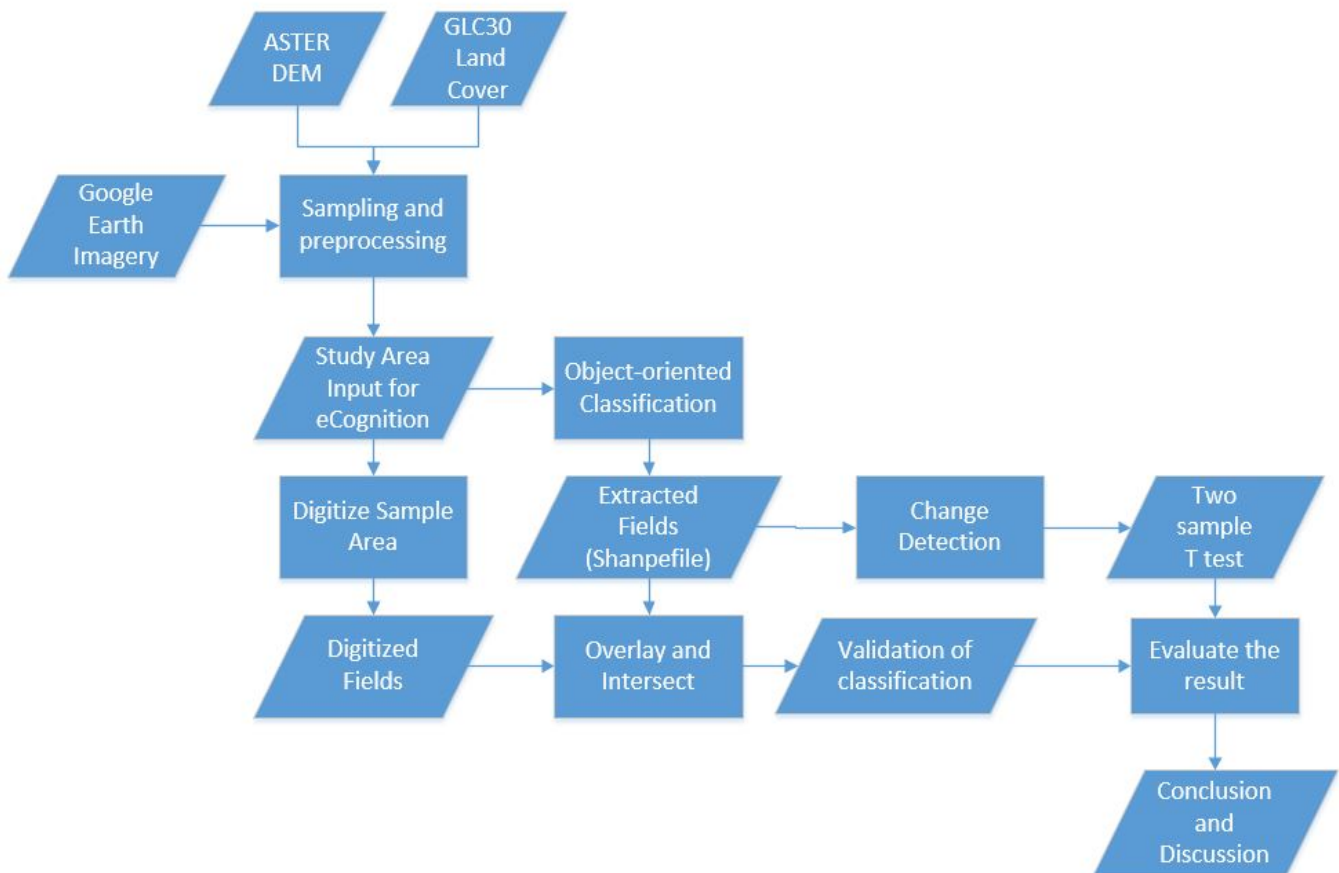 ASTER
DEM
GLC30
Land
Cover
Google
Earth
Imagery
Sampling and
preprocessing
Study Area
Input for
eCognition
Object-oriented
Classification
Digitize Sample
Area
Extracted
Fields
(Shanpefile)
Change
Detection
Two
sample
T test
Digitized
Fields
Overlay and
Intersect
Validation of
classification
Evaluate the
result
Conclusion
and
Discussion